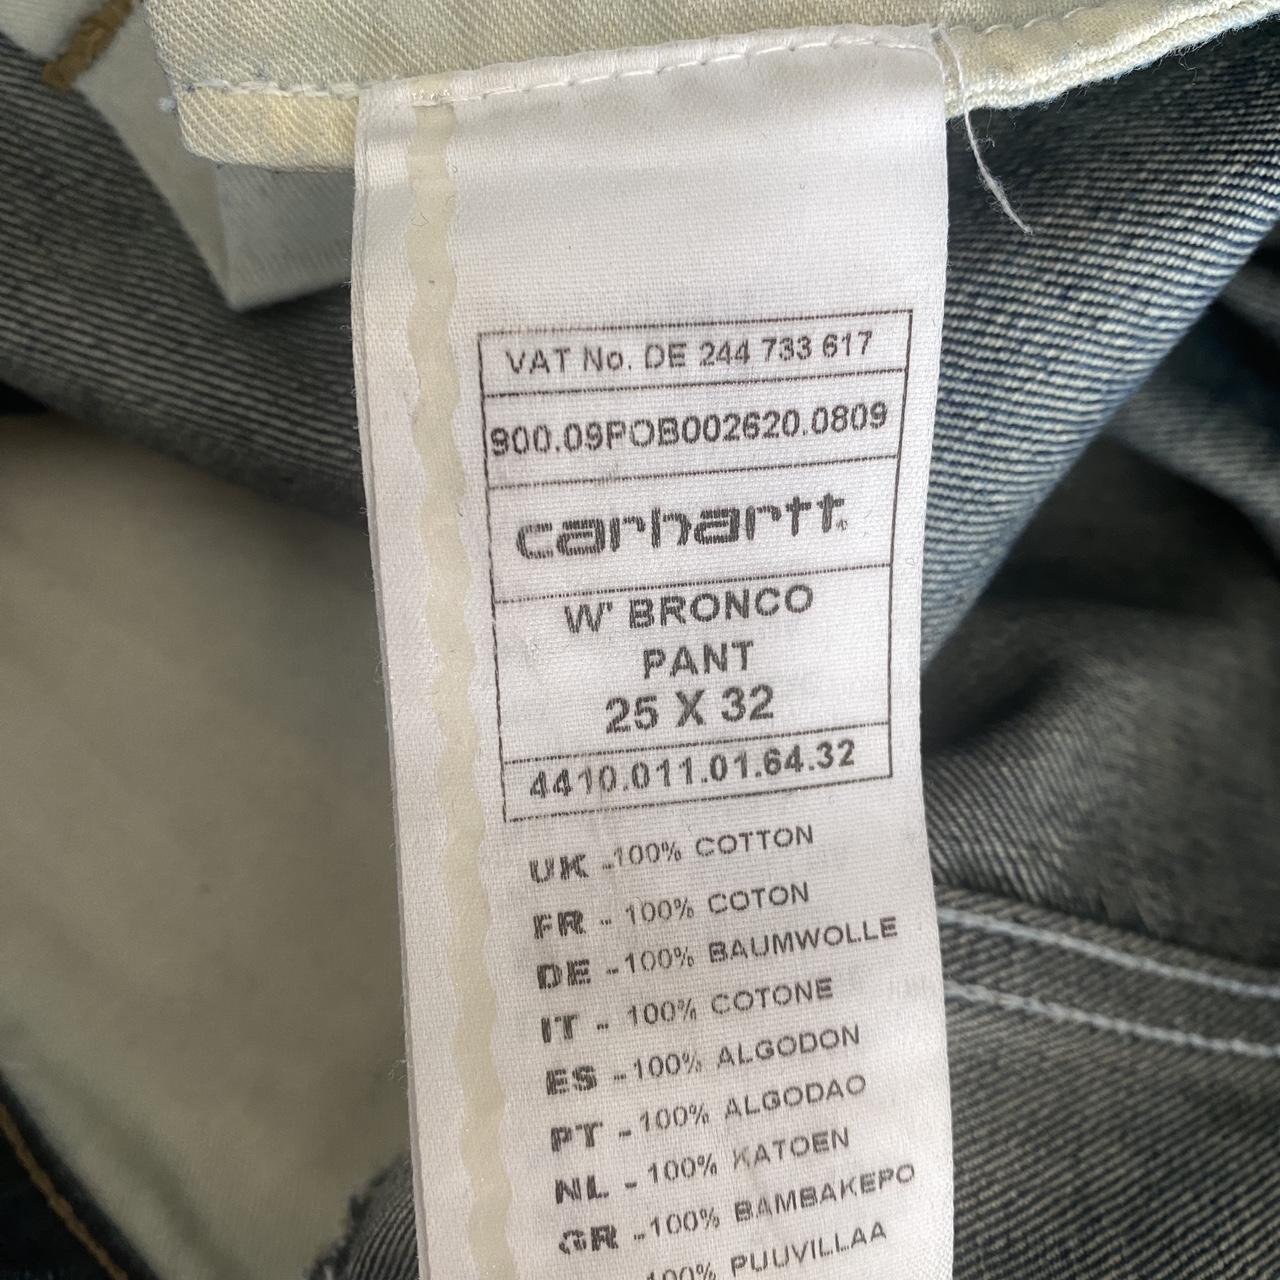 VAT No. DE 244 733 617
900.09POB002620.0809
carhartt®
W' BRONCO
PANT
25 X 32
4410.011.01.64.32
UK -100% COTTON
FR - 100% COTON
DE -100% BAUMWOLLE
IT - 100% COTONE
ES -100% ALGODON
PT -100% ALGODAO
NL - 100% KATOEN
GR -100% BAMBAKEPO
100% PUUVILLAA